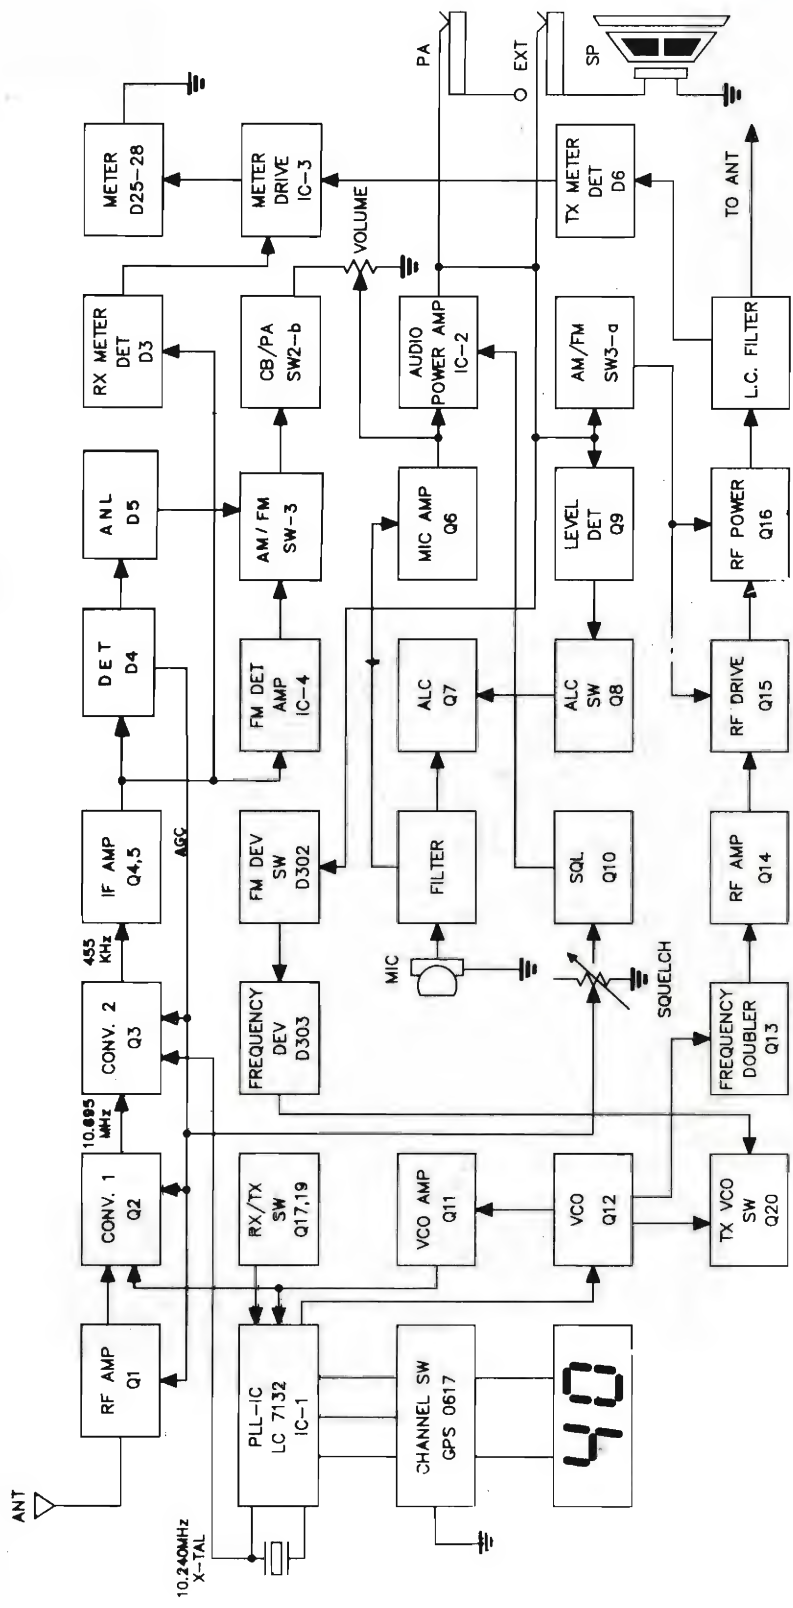 ANT
RF AMP
Q1
CONV. 1
Q2
10.695
MHz
CONV. 2
Q3
455
KHz
IF AMP
Q4,5
DET
D4
ANL
D5
RX METER
DET
D3
METER
D25-28
AGC
10.240MHz
X-TAL
PLL-IC
LC 7132
IC-1
RX/TX
SW
Q17,19
FREQUENCY
DEV
D303
FM DEV
SW
D302
FM DET
AMP
IC-4
AM/FM
SW-3
CB/PA
SW2-b
METER
DRIVE
IC-3
VOLUME
CHANNEL SW
GPS 0617
VCO AMP
Q11
MIC
FILTER
ALC
Q7
MIC AMP
Q6
AUDIO
POWER AMP
IC-2
PA
EXT
SP
40
VCO
Q12
SQUELCH
SQL
Q10
ALC
SW
Q8
LEVEL
DET
Q9
AM/FM
SW3-a
TX METER
DET
D6
TX VCO
SW
Q20
FREQUENCY
DOUBLER
Q13
RF AMP
Q14
RF DRIVE
Q15
RF POWER
Q16
L.C. FILTER
TO ANT